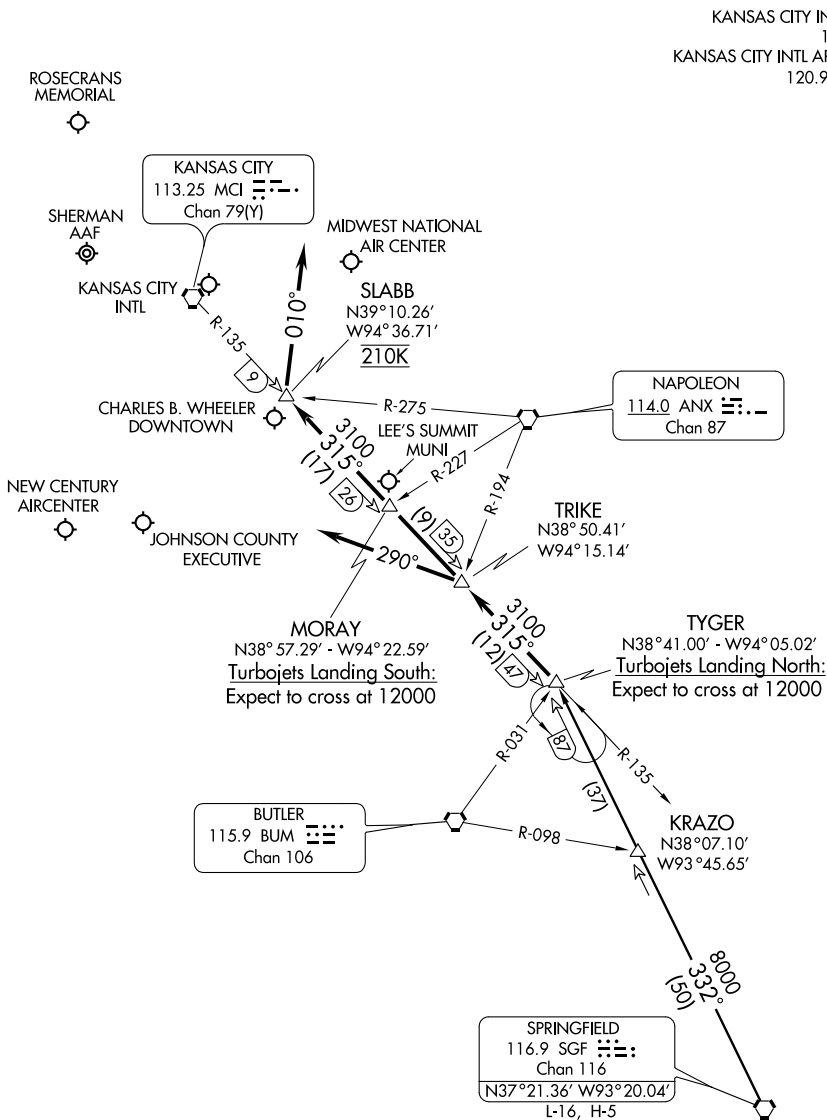 KANSAS CITY IN
1
KANSAS CITY INTL AR
120.9
ROSECRANS
MEMORIAL
KANSAS CITY
113.25 MCI
Chan 79(Y)
SHERMAN
AAF
MIDWEST NATIONAL
AIR CENTER
KANSAS CITY
INTL
SLABB
N39°10.26'
W94°36.71'
210K
010°
R-135
9
NAPOLEON
114.0 ANX
Chan 87
R-275
CHARLES B. WHEELER
DOWNTOWN
LEE'S SUMMIT
MUNI
3100
315°
(17)
26
R-227
R-194
NEW CENTURY
AIRCENTER
JOHNSON COUNTY
EXECUTIVE
(9)
35
TRIKE
N38°50.41'
W94°15.14'
290°
MORAY
N38°57.29' - W94°22.59'
Turbojets Landing South:
Expect to cross at 12000
3100
315°
(12)
47
TYGER
N38°41.00' - W94°05.02'
Turbojets Landing North:
Expect to cross at 12000
R-031
87
R-135
(37)
BUTLER
115.9 BUM
Chan 106
R-098
KRAZO
N38°07.10'
W93°45.65'
8000
332°
(50)
SPRINGFIELD
116.9 SGF
Chan 116
N37°21.36' W93°20.04'
L-16, H-5